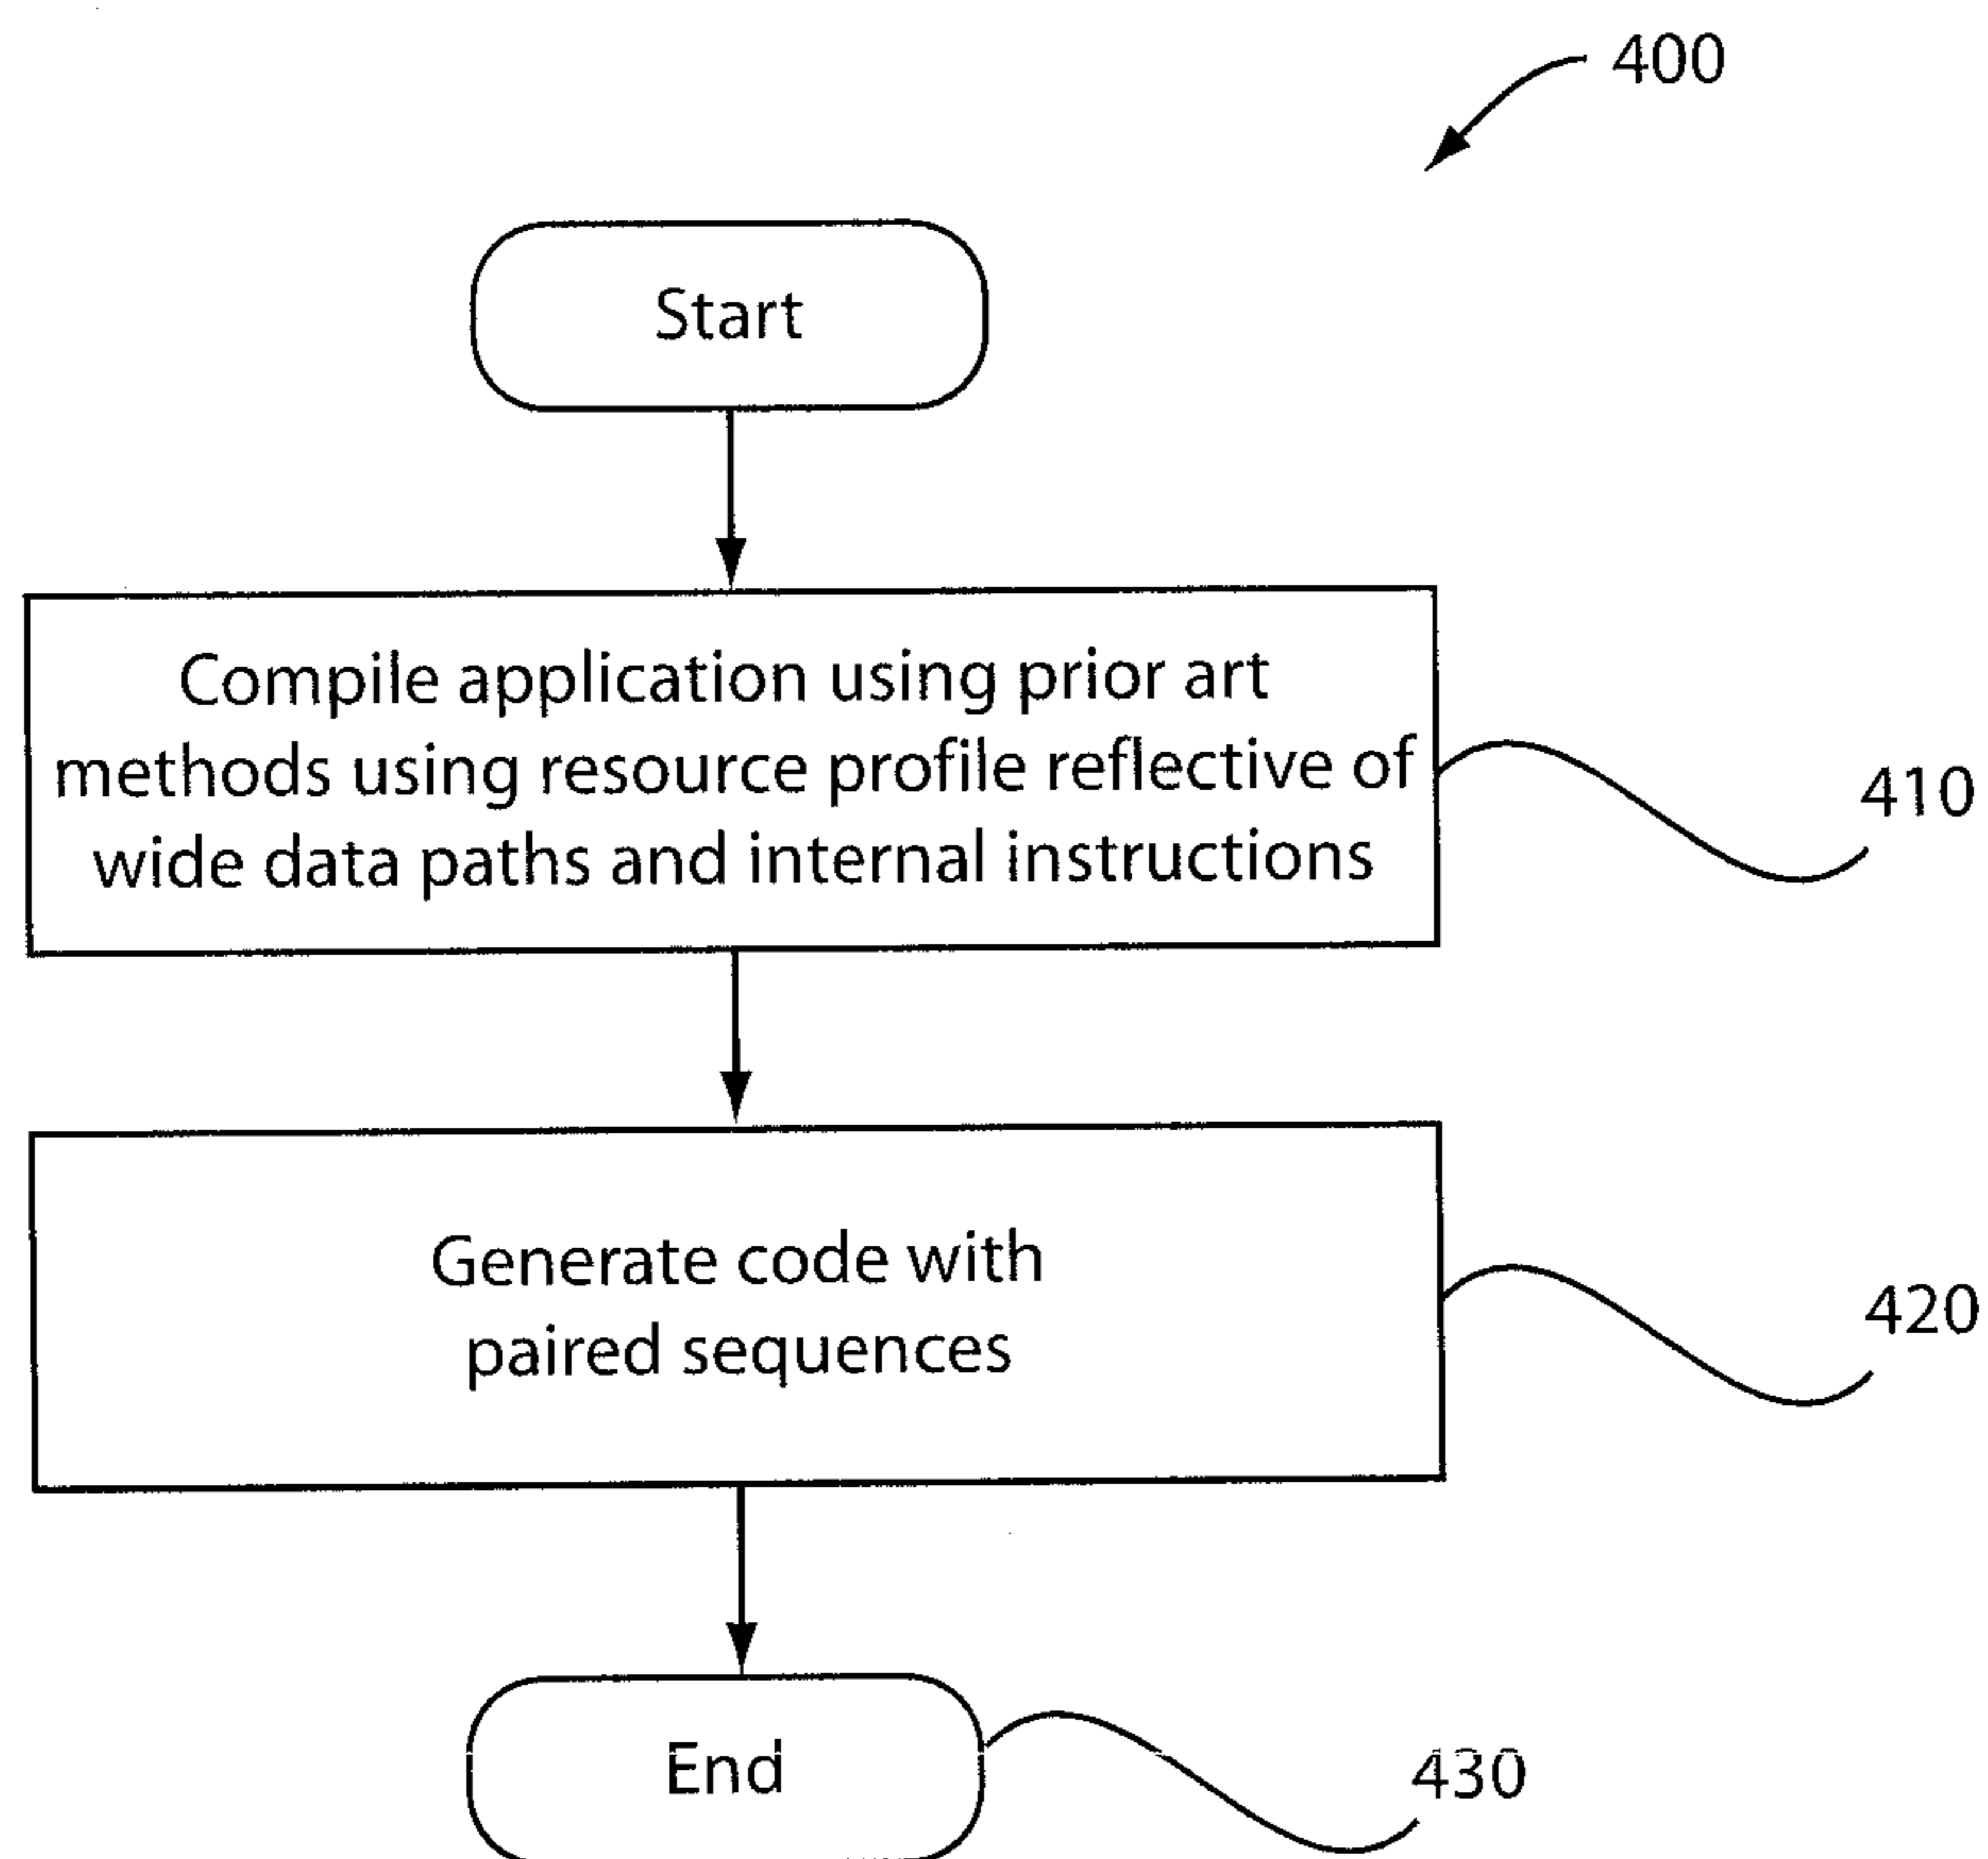 400
Start
Compile application using prior art
methods using resource profile reflective of
wide data paths and internal instructions
410
Generate code with
paired sequences
420
End
430